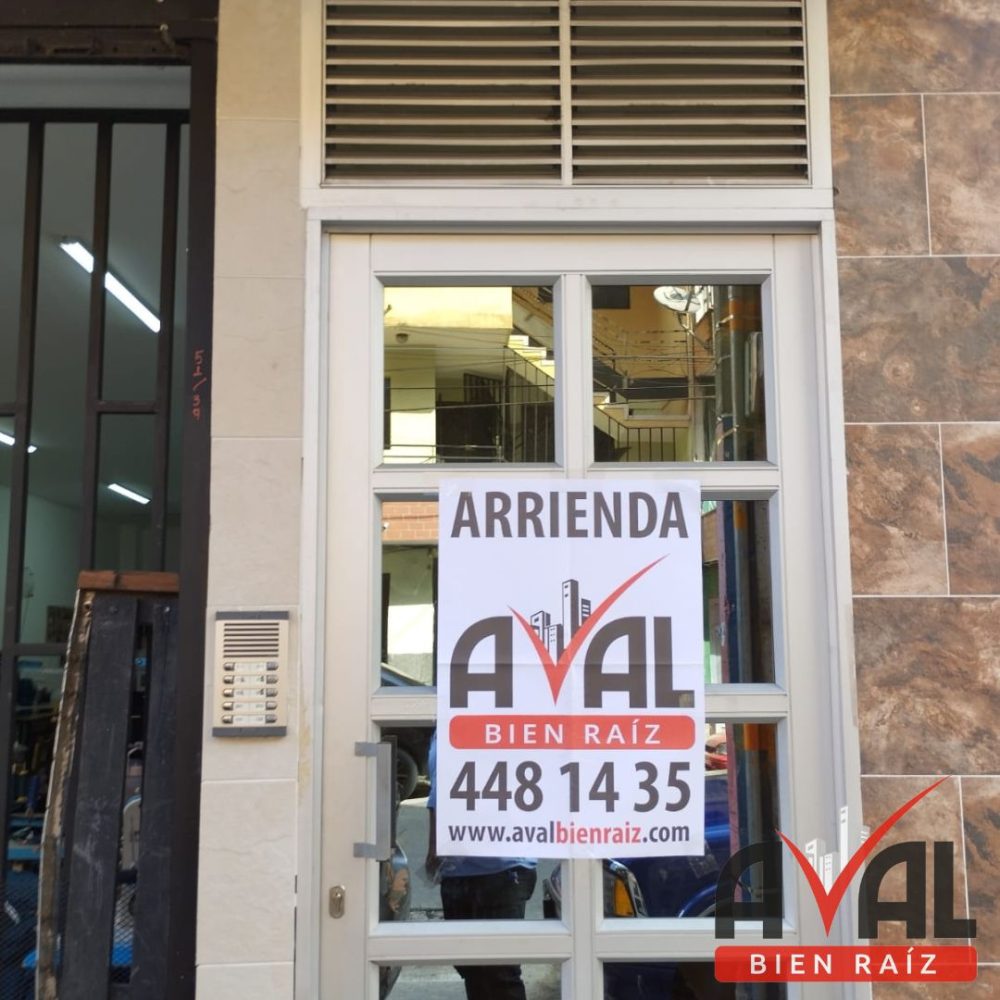 ARRIENDA
AVAL
BIEN RAÍZ
448 14 35
www.avalbienraiz.com
AVAL
BIEN RAÍZ